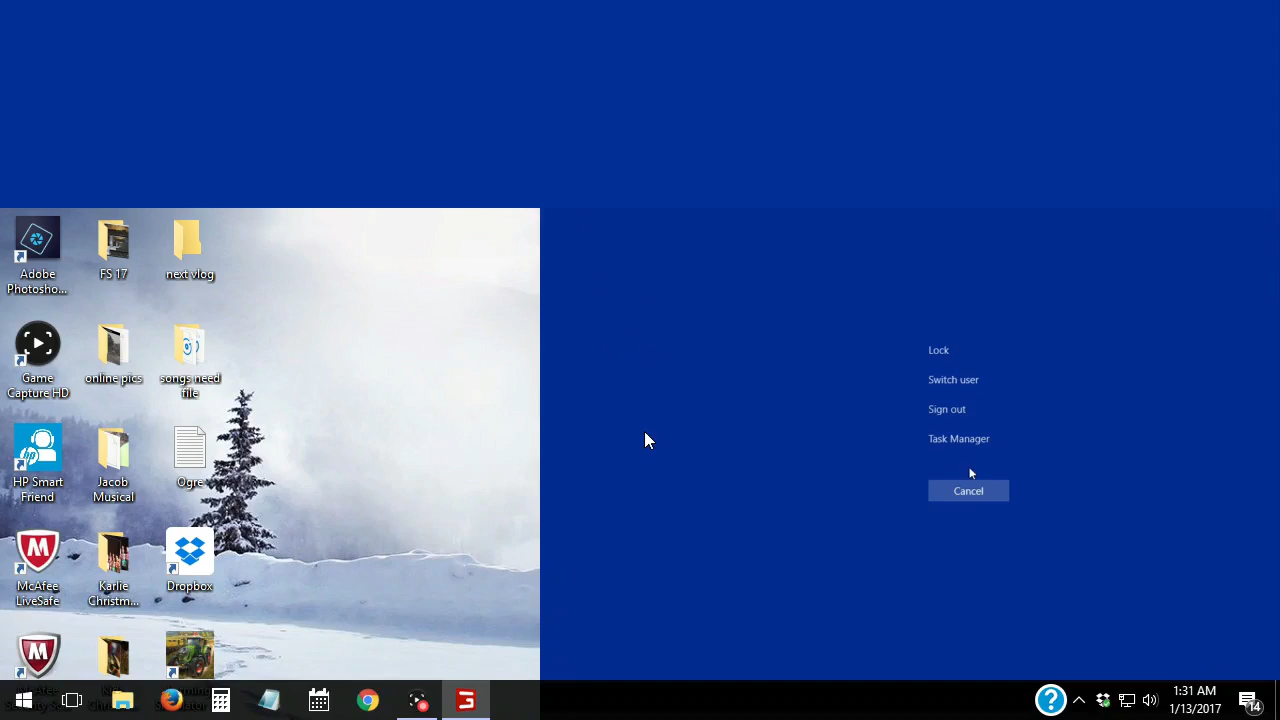 Adobe
Photosho...
FS 17
next vlog
Game
Capture HD
online pics
songs need
file
HP Smart
Friend
Jacob
Musical
Ogre
McAfee
LiveSafe
Karlie
Christm...
Dropbox
Lock
Switch user
Sign out
Task Manager
Cancel
1:31 AM
1/13/2017
14